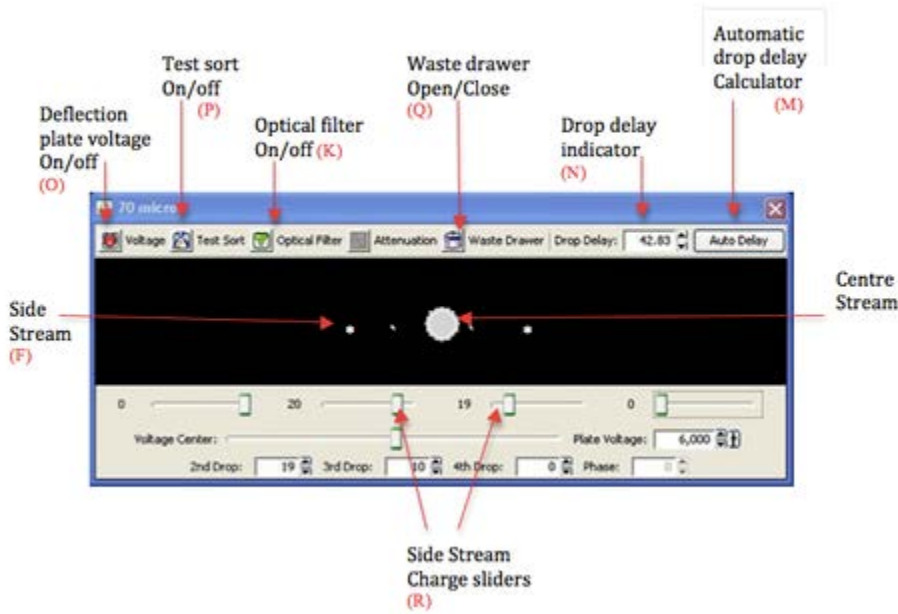 Automatic
drop delay
Calculator
(M)
Test sort
On/off
(P)
Waste drawer
Open/Close
(Q)
Deflection
plate voltage
On/off
(O)
Optical filter
On/off (K)
Drop delay
indicator
(N)
70 micron
Voltage Test Sort Optical Filter Attenuation Waste Drawer Drop Delay: 42.83 Auto Delay
Centre
Stream
Side
Stream
(F)
0 20 19 0
Voltage Center: Plate Voltage: 6,000
2nd Drop: 19 3rd Drop: 10 4th Drop: 0 Phase: 0
Side Stream
Charge sliders
(R)